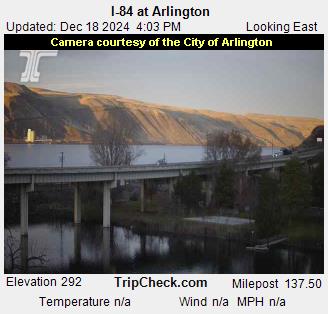 I-84 at Arlington
Updated: Dec 18 2024 4:03 PM Looking East
Camera courtesy of the City of Arlington
Elevation 292 TripCheck.com Milepost 137.50
Temperature n/a Wind n/a MPH n/a